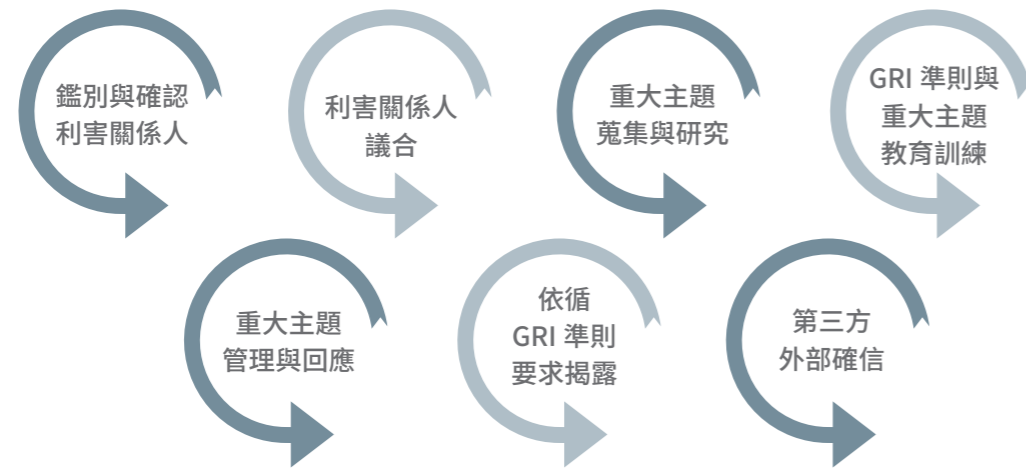 鑑別與確認
利害關係人
利害關係人
議合
重大主題
蒐集與研究
GRI 準則與
重大主題
教育訓練
重大主題
管理與回應
依循
GRI 準則
要求揭露
第三方
外部確信